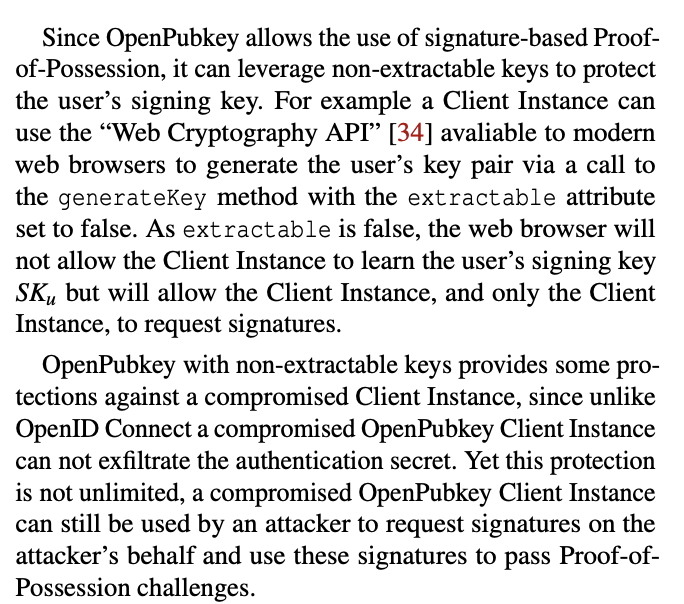 Since OpenPubkey allows the use of signature-based Proof-
of-Possession, it can leverage non-extractable keys to protect
the user’s signing key. For example a Client Instance can
use the “Web Cryptography API” [34] avaliable to modern
web browsers to generate the user’s key pair via a call to
the generateKey method with the extractable attribute
set to false. As extractable is false, the web browser will
not allow the Client Instance to learn the user’s signing key
SKu but will allow the Client Instance, and only the Client
Instance, to request signatures.
OpenPubkey with non-extractable keys provides some pro-
tections against a compromised Client Instance, since unlike
OpenID Connect a compromised OpenPubkey Client Instance
can not exfiltrate the authentication secret. Yet this protection
is not unlimited, a compromised OpenPubkey Client Instance
can still be used by an attacker to request signatures on the
attacker’s behalf and use these signatures to pass Proof-of-
Possession challenges.